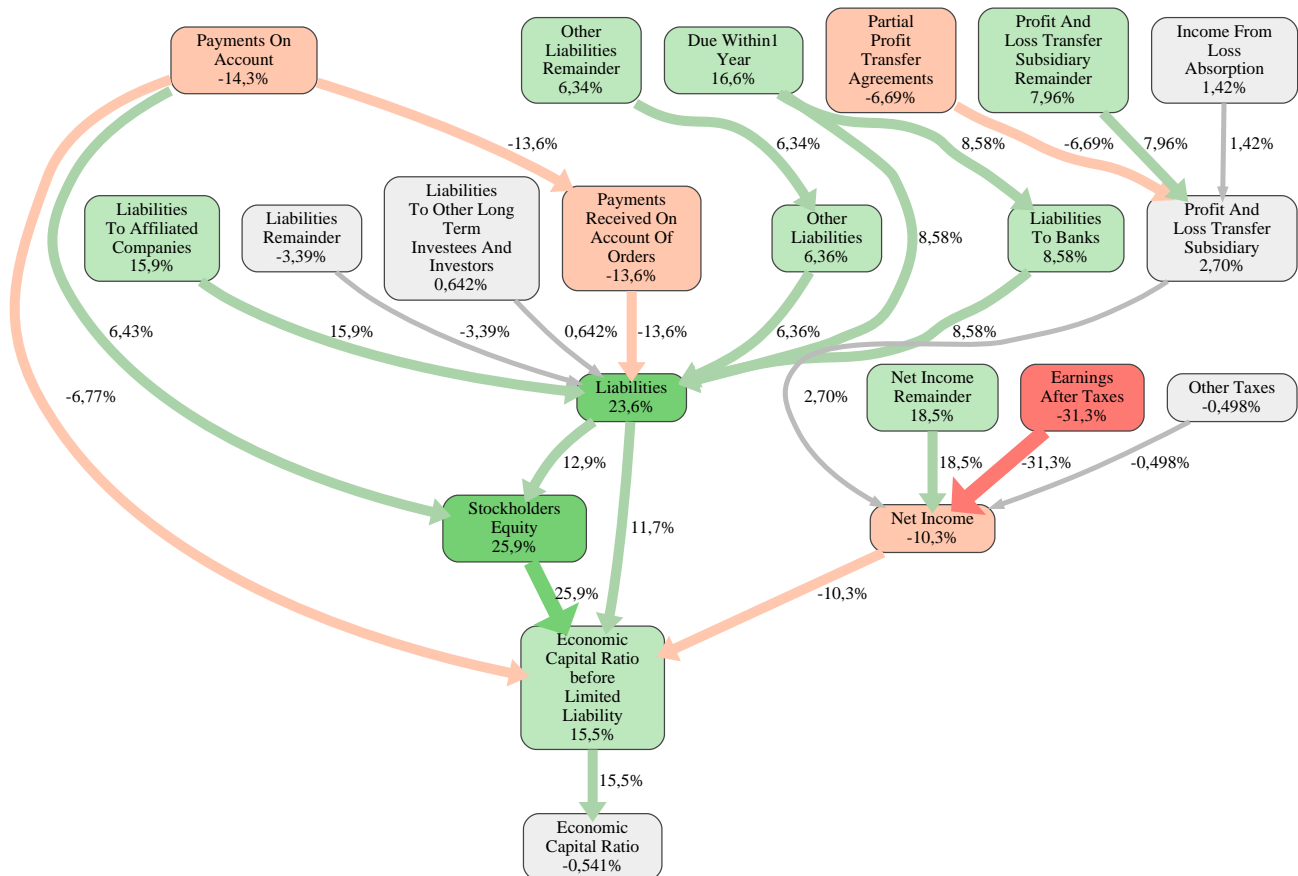 Payments On
Account
-14,3%
Other
Liabilities
Remainder
6,34%
Due Within1
Year
16,6%
Partial
Profit
Transfer
Agreements
-6,69%
Profit And
Loss Transfer
Subsidiary
Remainder
7,96%
Income From
Loss
Absorption
1,42%
-13,6%
6,34%
8,58%
-6,69%
7,96%
1,42%
Liabilities
To Affiliated
Companies
15,9%
Liabilities
Remainder
-3,39%
Liabilities
To Other Long
Term
Investees And
Investors
0,642%
Payments
Received On
Account Of
Orders
-13,6%
Other
Liabilities
6,36%
8,58%
Liabilities
To Banks
8,58%
Profit And
Loss Transfer
Subsidiary
2,70%
6,43%
15,9%
-3,39%
0,642%
-13,6%
6,36%
8,58%
-6,77%
Liabilities
23,6%
2,70%
Net Income
Remainder
18,5%
Earnings
After Taxes
-31,3%
Other Taxes
-0,498%
12,9%
18,5%
-31,3%
-0,498%
Stockholders
Equity
25,9%
11,7%
Net Income
-10,3%
25,9%
-10,3%
Economic
Capital Ratio
before
Limited
Liability
15,5%
15,5%
Economic
Capital Ratio
-0,541%